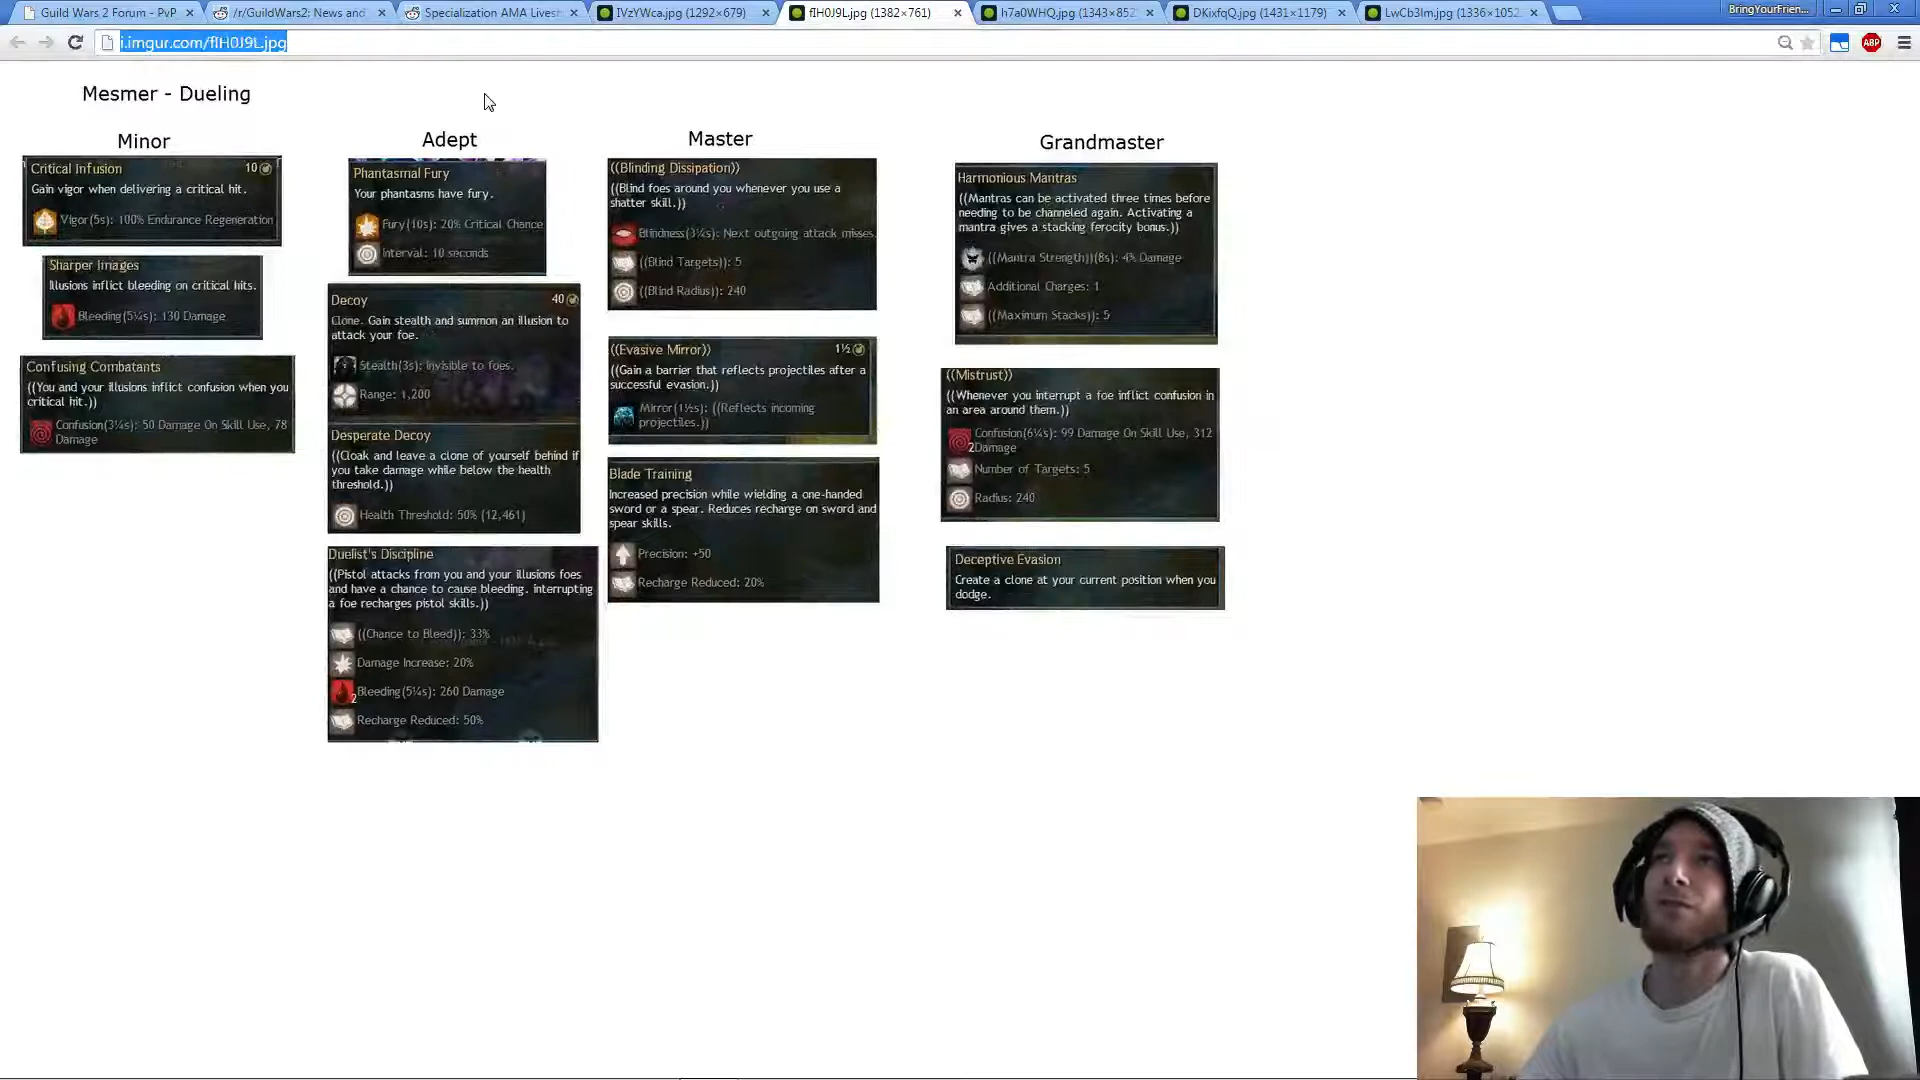 Guild Wars 2 Forum - PvP
/r/GuildWars2: News and
Specialization AMA Lives
IVzYWca.jpg (1292×679)
fIH0J9L.jpg (1382×761)
h7a0WHQ.jpg (1343×852
DKixfqQ.jpg (1431×1179)
LwCb3Im.jpg (1336×1052
BringYourFrien...
i.imgur.com/fIH0J9L.jpg
ABP
Mesmer - Dueling
Minor
Critical Infusion 10
Gain vigor when delivering a critical hit.
Vigor(5s): 100% Endurance Regeneration
Sharper Images
Illusions inflict bleeding on critical hits.
Bleeding(5¼s): 130 Damage
Confusing Combatants
((You and your illusions inflict confusion when you
critical hit.))
Confusion(3¼s): 50 Damage On Skill Use, 78
Damage
Adept
Phantasmal Fury
Your phantasms have fury.
Fury(10s): 20% Critical Chance
Interval: 10 seconds
Decoy 40
Clone. Gain stealth and summon an illusion to
attack your foe.
Stealth(3s): Invisible to foes.
Range: 1,200
Desperate Decoy
((Cloak and leave a clone of yourself behind if
you take damage while below the health
threshold.))
Health Threshold: 50% (12,461)
Duelist's Discipline
((Pistol attacks from you and your illusions foes
and have a chance to cause bleeding. interrupting
a foe recharges pistol skills.))
((Chance to Bleed)): 33%
Damage Increase: 20%
2 Bleeding(5¼s): 260 Damage
Recharge Reduced: 50%
Master
((Blinding Dissipation))
((Blind foes around you whenever you use a
shatter skill.))
Blindness(3¼s): Next outgoing attack misses.
((Blind Targets)): 5
((Blind Radius)): 240
((Evasive Mirror)) 1½
((Gain a barrier that reflects projectiles after a
successful evasion.))
Mirror(1½s): ((Reflects incoming
projectiles.))
Blade Training
Increased precision while wielding a one-handed
sword or a spear. Reduces recharge on sword and
spear skills.
Precision: +50
Recharge Reduced: 20%
Grandmaster
Harmonious Mantras
((Mantras can be activated three times before
needing to be channeled again. Activating a
mantra gives a stacking ferocity bonus.))
((Mantra Strength))(8s): 4% Damage
Additional Charges: 1
((Maximum Stacks)): 5
((Mistrust))
((Whenever you interrupt a foe inflict confusion in
an area around them.))
Confusion(6¼s): 99 Damage On Skill Use, 312
2 Damage
Number of Targets: 5
Radius: 240
Deceptive Evasion
Create a clone at your current position when you
dodge.